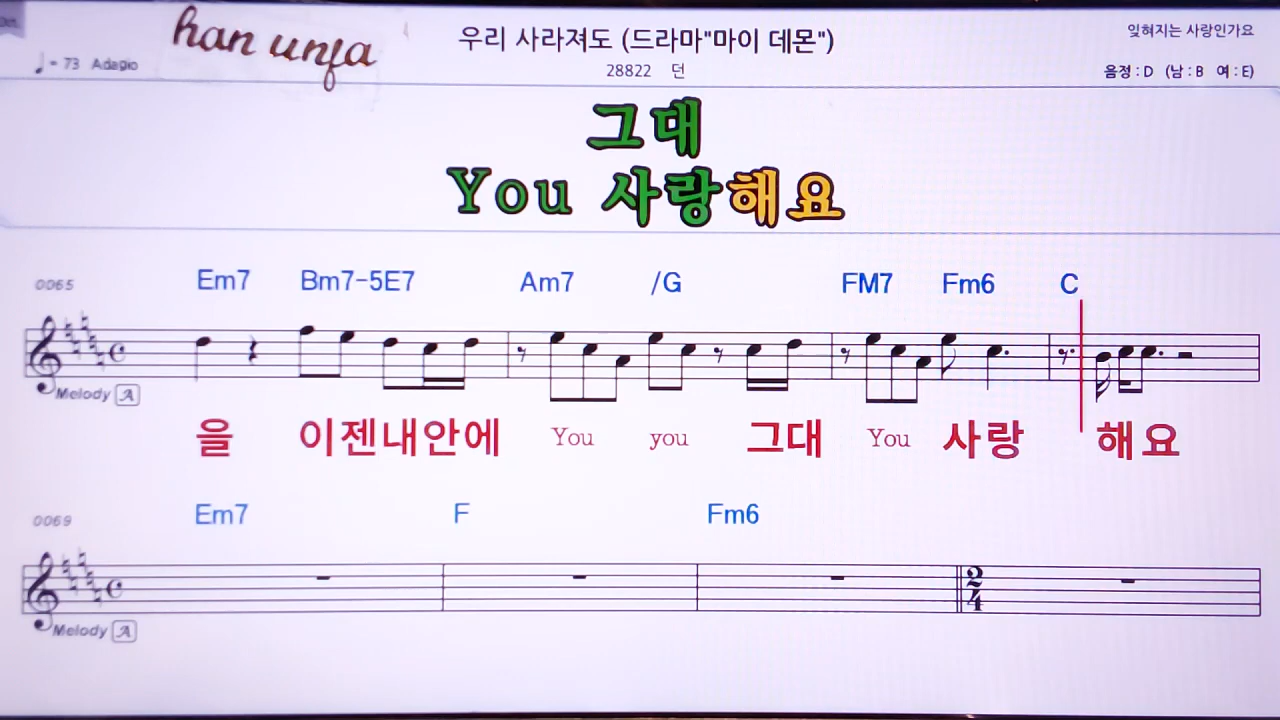 han unfa
우리 사라져도 (드라마"마이 데몬")
잊혀지는 사랑인가요
♩= 73 Adagio
28822 던
음정 : D (남 : B 여 : E)
그대
You 사랑해요
0065
Em7 Bm7-5E7 Am7 /G FM7 Fm6 C
Melody A
을 이젠내안에 You you 그대 You 사랑 해요
0069
Em7 F Fm6
2
4
Melody A